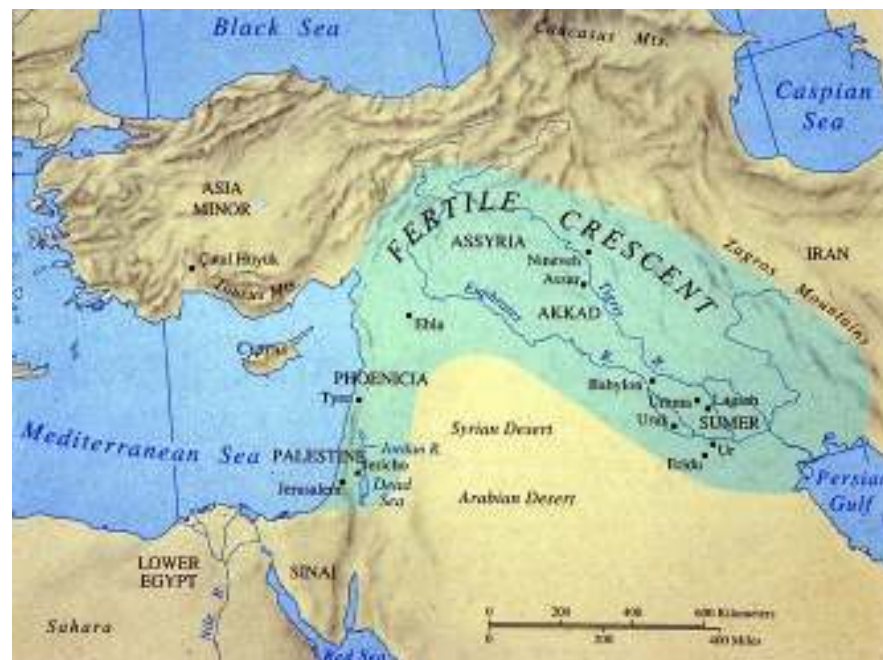 Black Sea
Caucasus Mts.
Caspian
Sea
ASIA
MINOR
FERTILE CRESCENT
ASSYRIA
Nineveh
Assur
Tigris
R.
IRAN
Zagros Mountains
Çatal Hüyük
Taurus Mts.
AKKAD
Euphrates
R.
Ebla
Cyprus
PHOENICIA
Tyre
Babylon
Umma
Lagash
Uruk
SUMER
Ur
Eridu
Syrian Desert
Mediterranean Sea
PALESTINE
Jordan R.
Jericho
Jerusalem
Dead
Sea
Arabian Desert
Persian
Gulf
LOWER
EGYPT
SINAI
Nile R.
Sahara
Red Sea
0 200 400 600 Kilometers
0 200 400 Miles